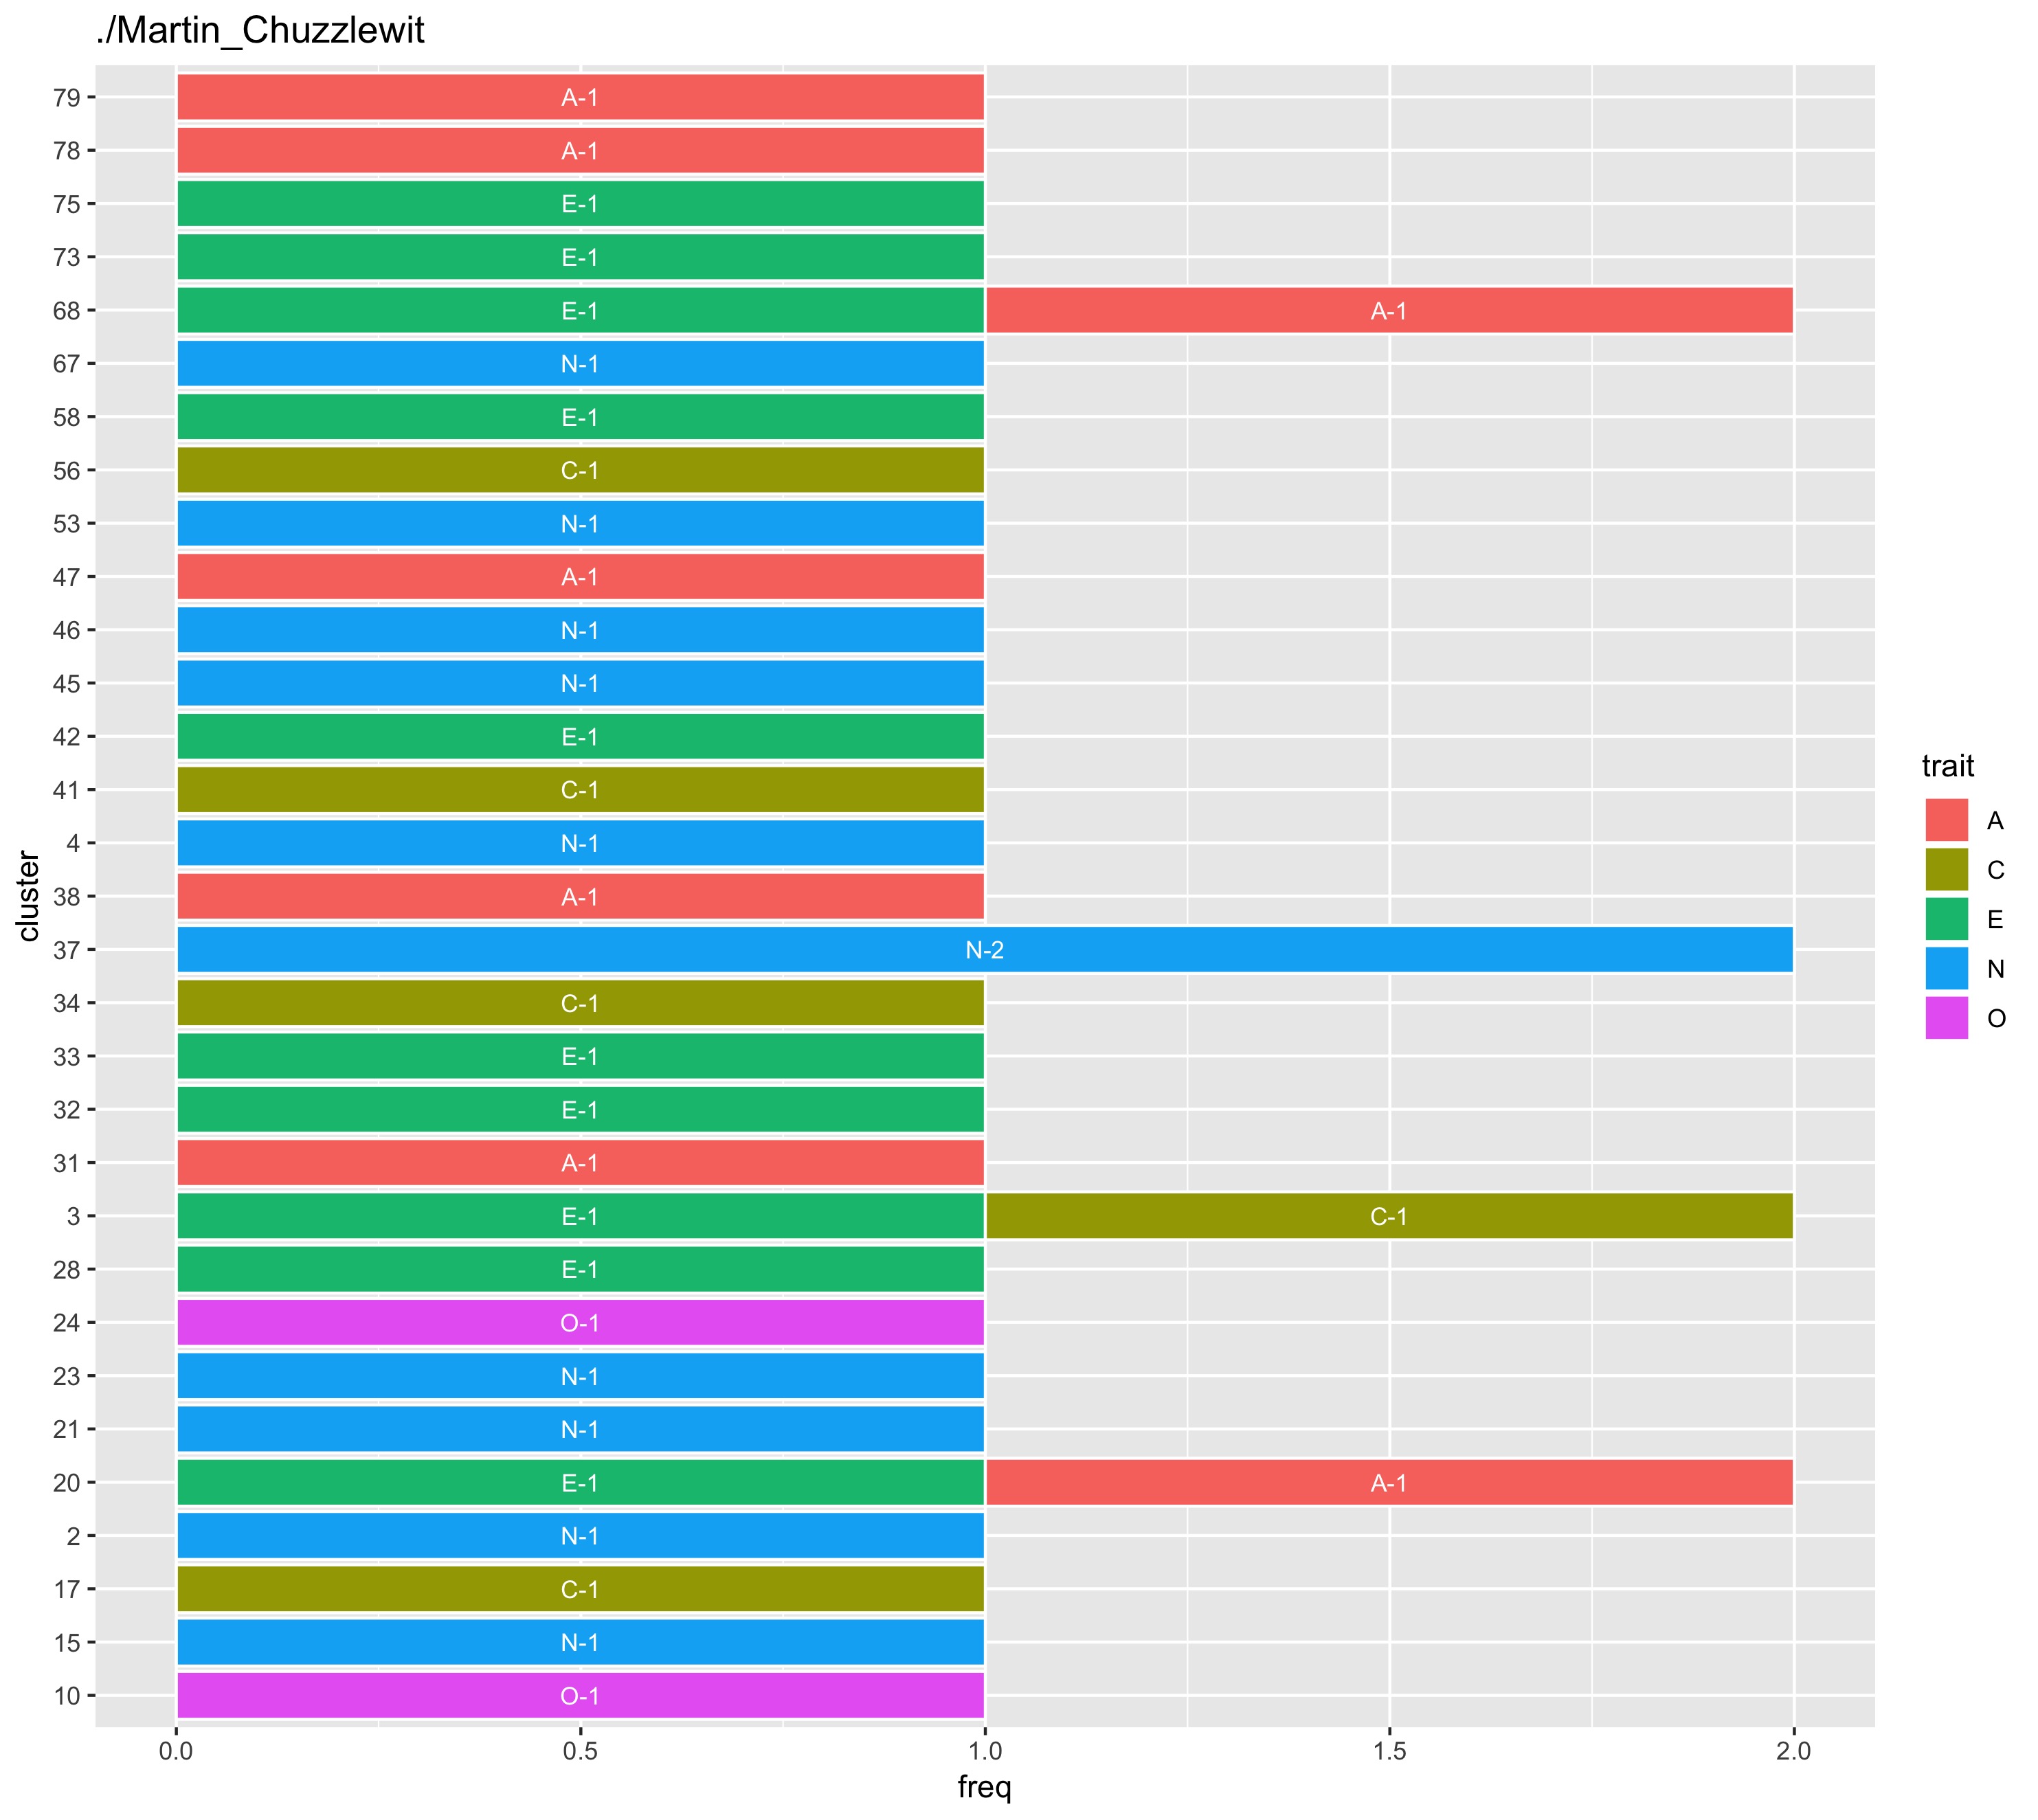 ./Martin_Chuzzlewit
79 A-1
78 A-1
75 E-1
73 E-1
68 E-1 A-1
67 N-1
58 E-1
56 C-1
53 N-1
47 A-1
46 N-1
45 N-1
42 E-1
41 C-1
4 N-1
38 A-1
37 N-2
34 C-1
33 E-1
32 E-1
31 A-1
3 E-1 C-1
28 E-1
24 O-1
23 N-1
21 N-1
20 E-1 A-1
2 N-1
17 C-1
15 N-1
10 O-1
0.0 0.5 1.0 1.5 2.0
freq
cluster
trait
A
C
E
N
O